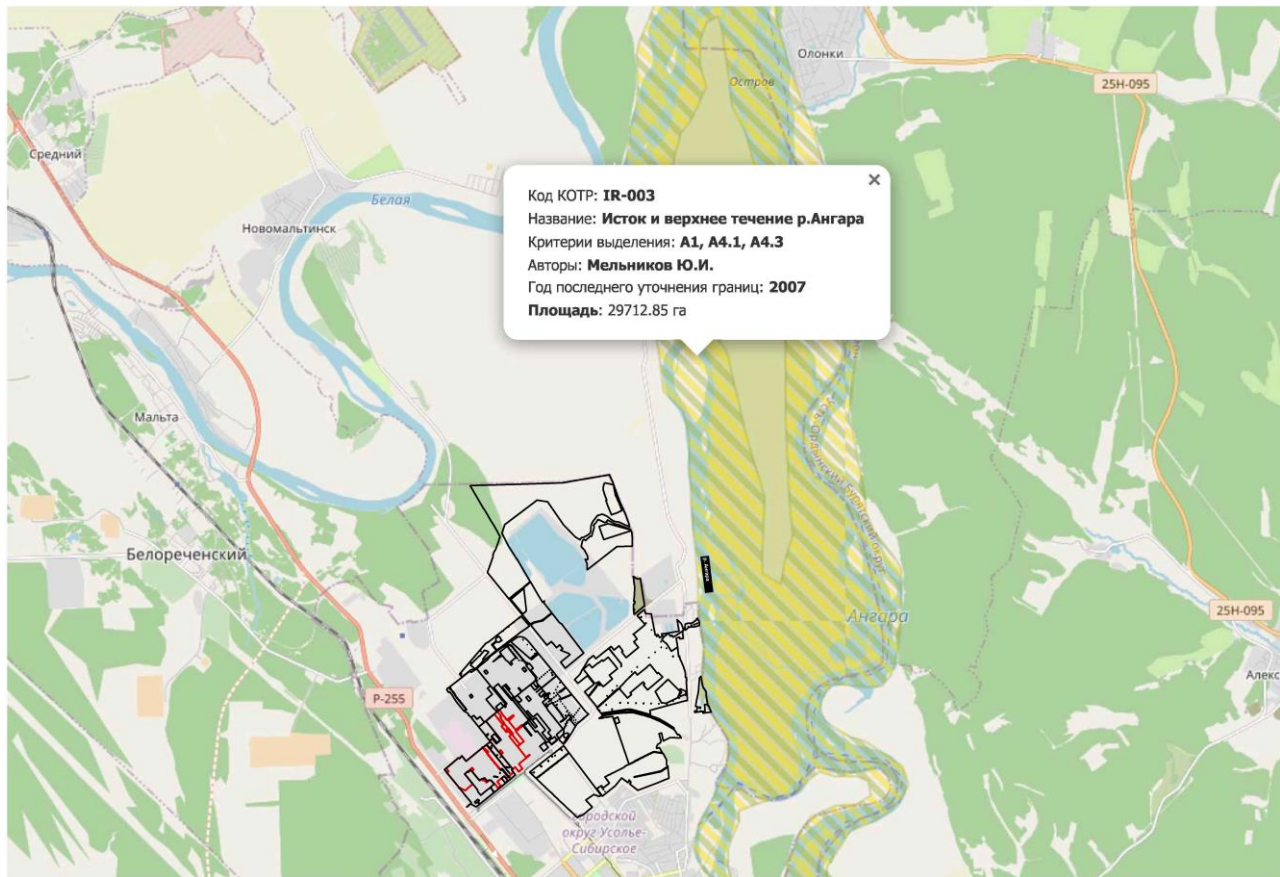 Олонки
Остров
25Н-095
Средний
Белая
Новомальтинск
Код КОТР: IR-003
Название: Исток и верхнее течение р.Ангара
Критерии выделения: А1, А4.1, А4.3
Авторы: Мельников Ю.И.
Год последнего уточнения границ: 2007
Площадь: 29712.85 га
Мальта
Белореченский
р. Ангара
Ангара
25Н-095
Р-255
Алекс
округ Усолье-
Сибирское